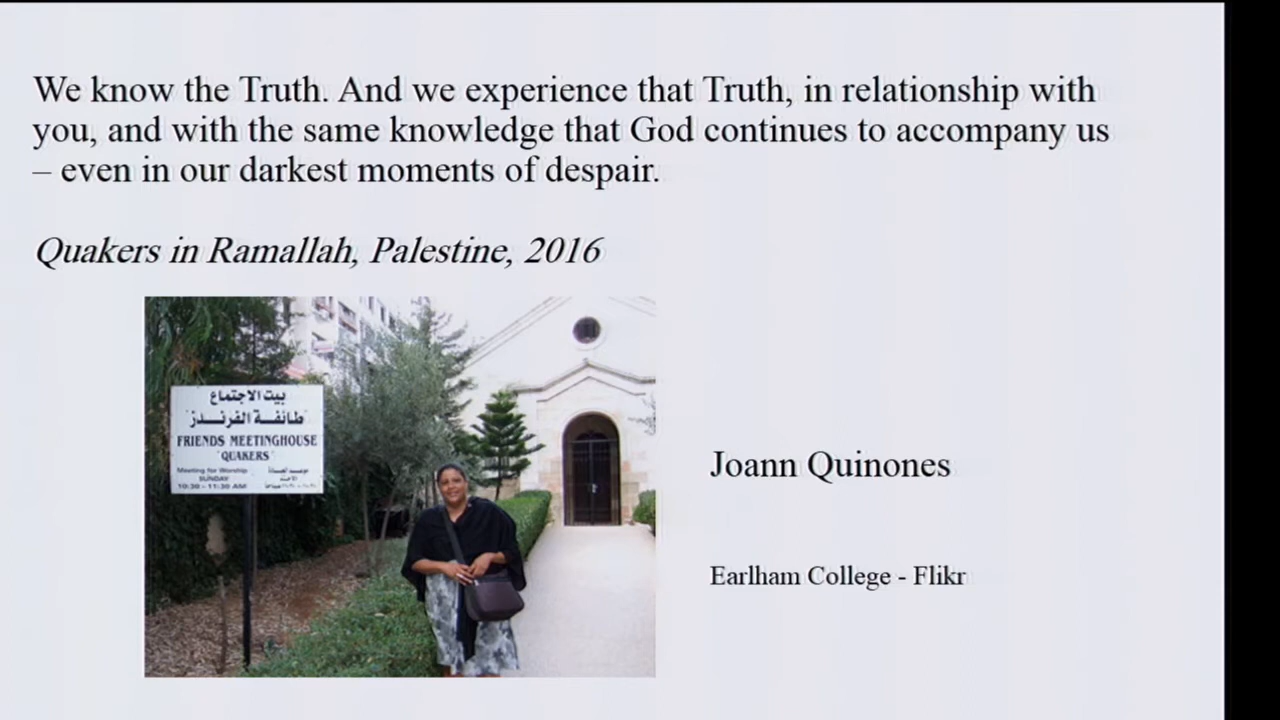 We know the Truth. And we experience that Truth, in relationship with
you, and with the same knowledge that God continues to accompany us
– even in our darkest moments of despair.
Quakers in Ramallah, Palestine, 2016
بيت الاجتماع
طائفة الفرندز
FRIENDS MEETINGHOUSE
"QUAKERS"
Meeting for Worship
SUNDAY
10:30 - 11:30 AM
الأحد
Joann Quinones
Earlham College - Flikr